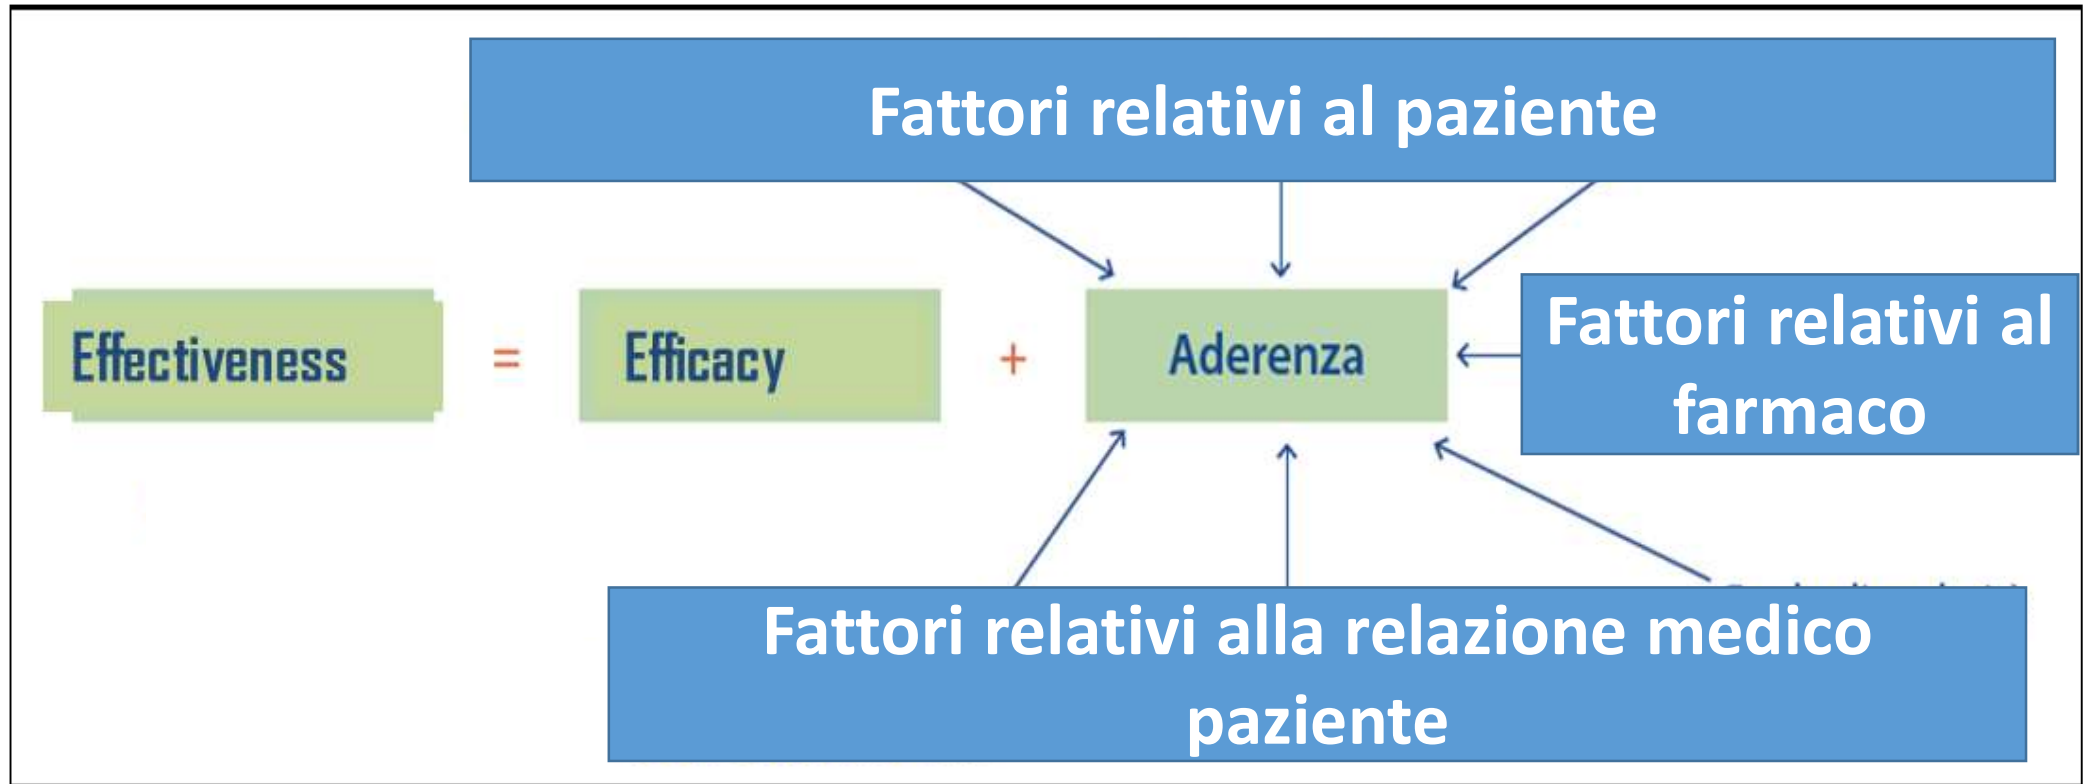 Fattori relativi al paziente
Effectiveness = Efficacy + Aderenza
Fattori relativi al
farmaco
Fattori relativi alla relazione medico
paziente